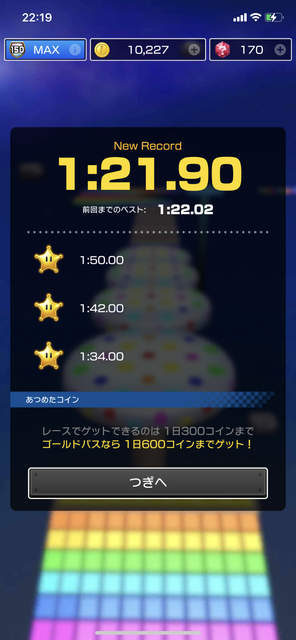 22:19
150 MAX
10,227
170
New Record
1:21.90
前回までのベスト: 1:22.02
1:50.00
1:42.00
1:34.00
あつめたコイン
レースでゲットできるのは 1日300コインまで
ゴールドパスなら 1日600コインまでゲット！
つぎへ